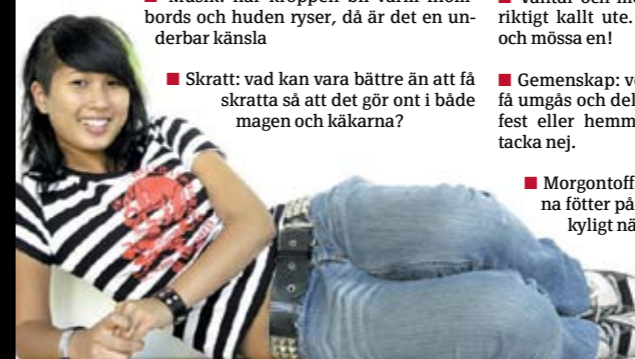 bords och huden ryser, då är det en un-
derbar känsla
■ Skratt: vad kan vara bättre än att få
skratta så att det gör ont i både
magen och käkarna?
riktigt kallt ute.
och mössa en!
■ Gemenskap:
få umgås och del
fest eller hemm
tacka nej.
■ Morgontoff
na fötter på
kyligt nä